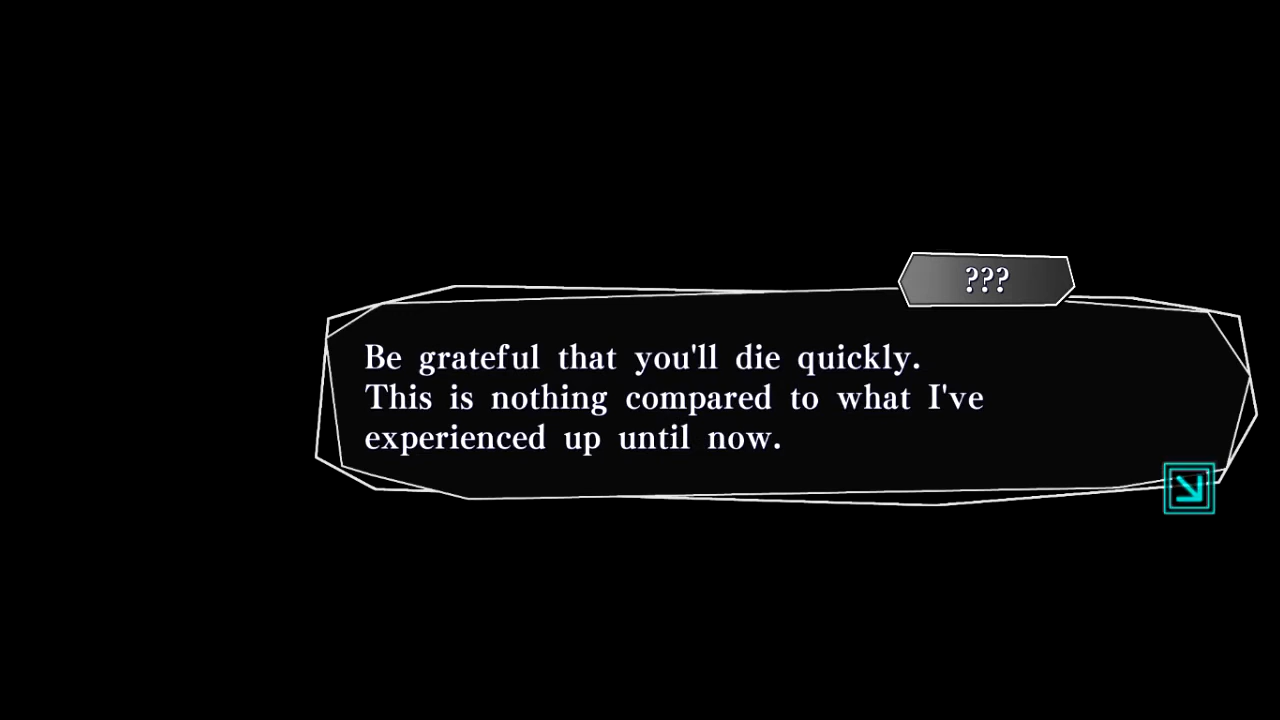 ???
Be grateful that you'll die quickly.
This is nothing compared to what I've
experienced up until now.